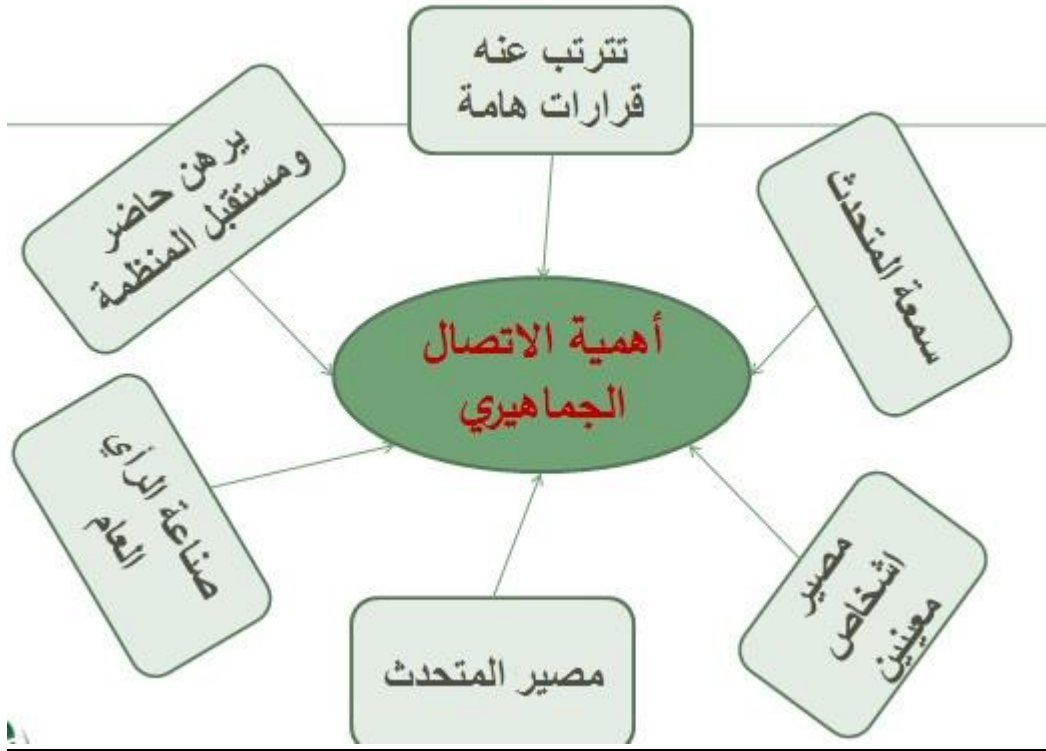 تترتب عنه
قرارات هامة
يرهن حاضر
ومستقبل المنظمة
سمعة المتحدث
أهمية الاتصال
الجماهيري
صناعة الرأي
العام
مصير
اشخاص
معينين
مصير المتحدث